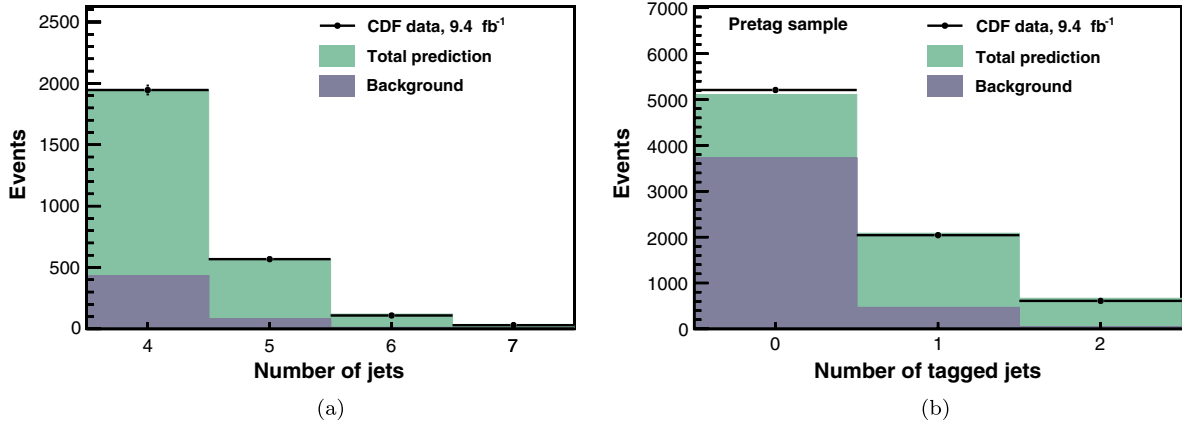 2500
2000
1500
1000
500
0
Events
CDF data, 9.4 fb⁻¹
Total prediction
Background
4 5 6 7
Number of jets
(a)
7000
6000
5000
4000
3000
2000
1000
0
Events
Pretag sample
CDF data, 9.4 fb⁻¹
Total prediction
Background
0 1 2
Number of tagged jets
(b)